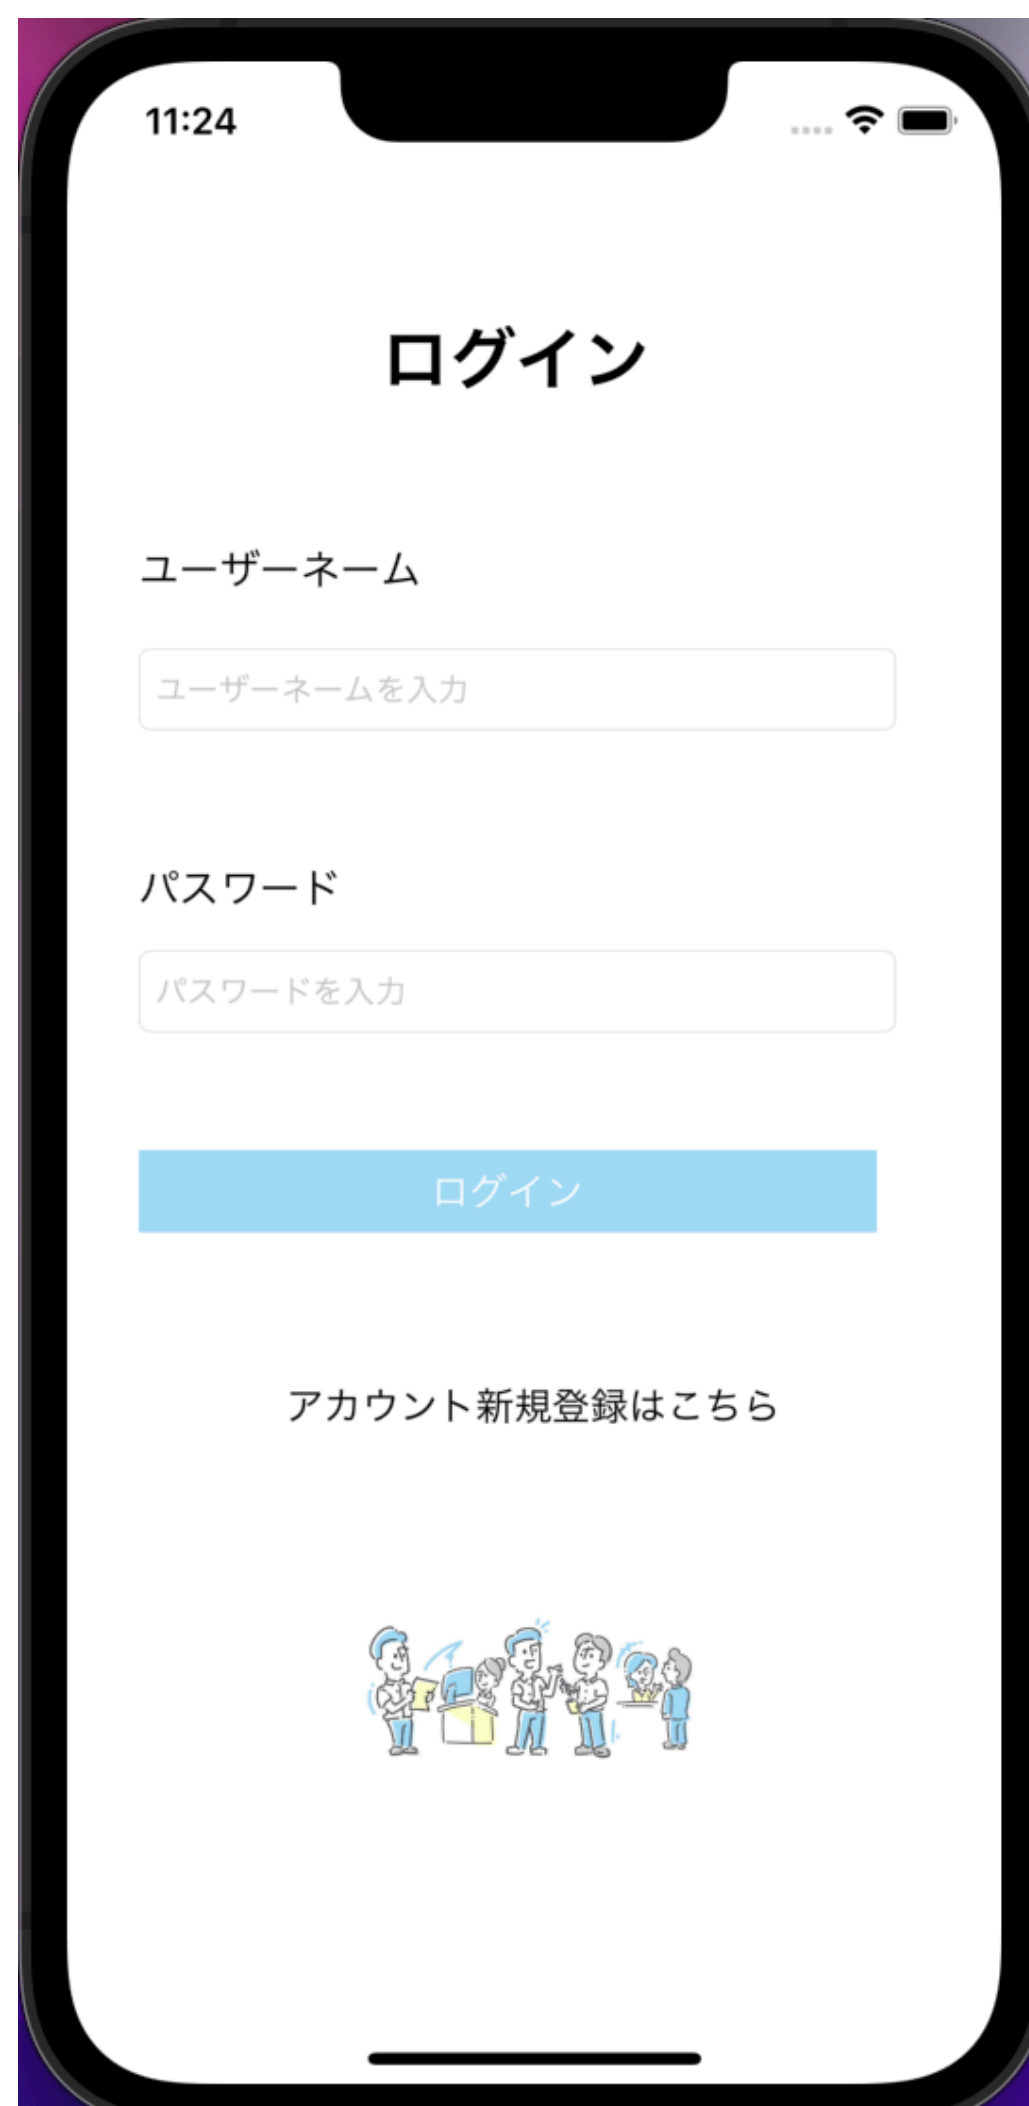 11:24
ログイン
ユーザーネーム
ユーザーネームを入力
パスワード
パスワードを入力
ログイン
アカウント新規登録はこちら